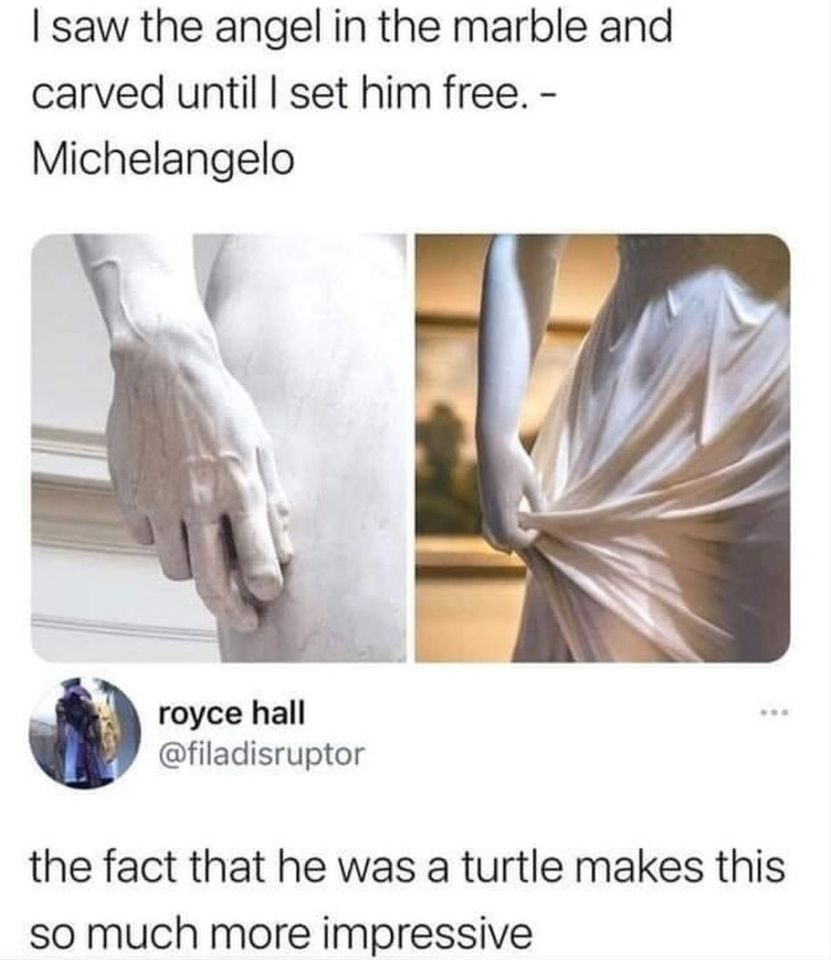 I saw the angel in the marble and
carved until I set him free. -
Michelangelo
royce hall
@filadisruptor
the fact that he was a turtle makes this
so much more impressive